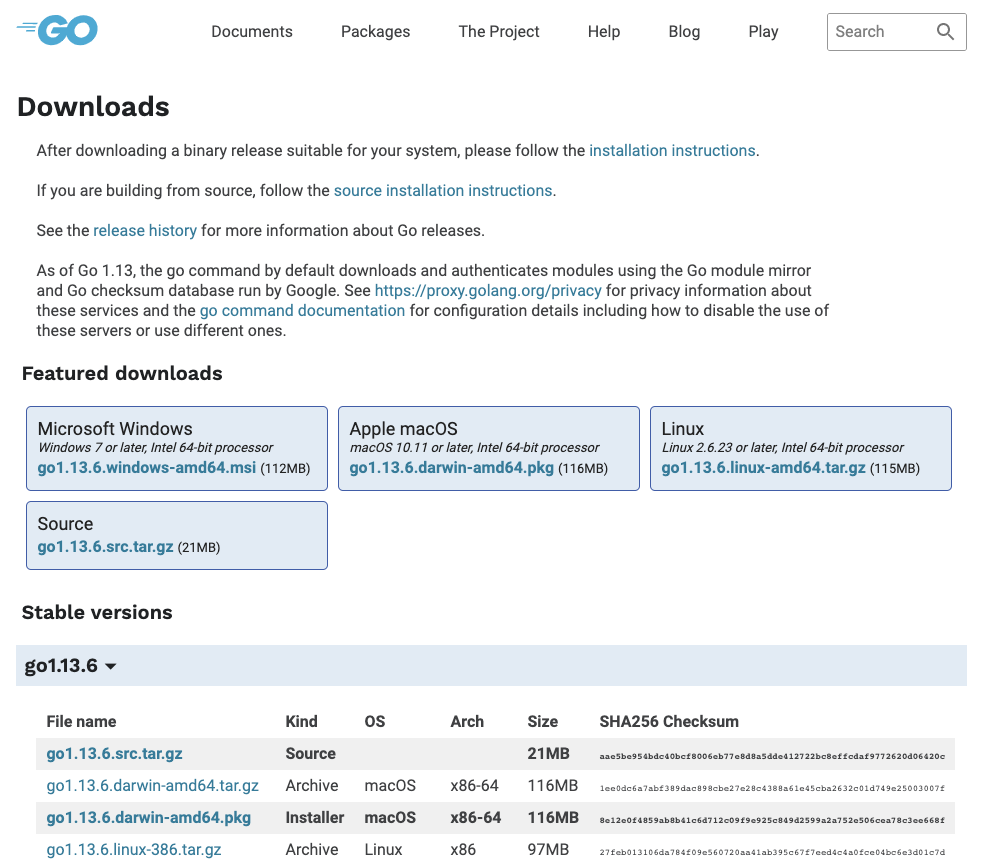 GO
Documents Packages The Project Help Blog Play Search
Downloads
After downloading a binary release suitable for your system, please follow the installation instructions.
If you are building from source, follow the source installation instructions.
See the release history for more information about Go releases.
As of Go 1.13, the go command by default downloads and authenticates modules using the Go module mirror
and Go checksum database run by Google. See https://proxy.golang.org/privacy for privacy information about
these services and the go command documentation for configuration details including how to disable the use of
these servers or use different ones.
Featured downloads
Microsoft Windows
Windows 7 or later, Intel 64-bit processor
go1.13.6.windows-amd64.msi (112MB)
Apple macOS
macOS 10.11 or later, Intel 64-bit processor
go1.13.6.darwin-amd64.pkg (116MB)
Linux
Linux 2.6.23 or later, Intel 64-bit processor
go1.13.6.linux-amd64.tar.gz (115MB)
Source
go1.13.6.src.tar.gz (21MB)
Stable versions
go1.13.6
File name Kind OS Arch Size SHA256 Checksum
go1.13.6.src.tar.gz Source 21MB aae5be954bdc40bcf8006eb77e8d8a5dde412722bc8effcdaf9772620d06420c
go1.13.6.darwin-amd64.tar.gz Archive macOS x86-64 116MB 1ee0dc6a7abf389dac898cbe27e28c4388a61e45cba2632c01d749e25003007f
go1.13.6.darwin-amd64.pkg Installer macOS x86-64 116MB 8e12e0f4859ab8b41c6d712c09f9e925c849d2599a2a752e506cea78c3ee668f
go1.13.6.linux-386.tar.gz Archive Linux x86 97MB 27feb013106da784f09e560720aa41ab395c67f7eed4c4a0fce04bc6e3d01c7d